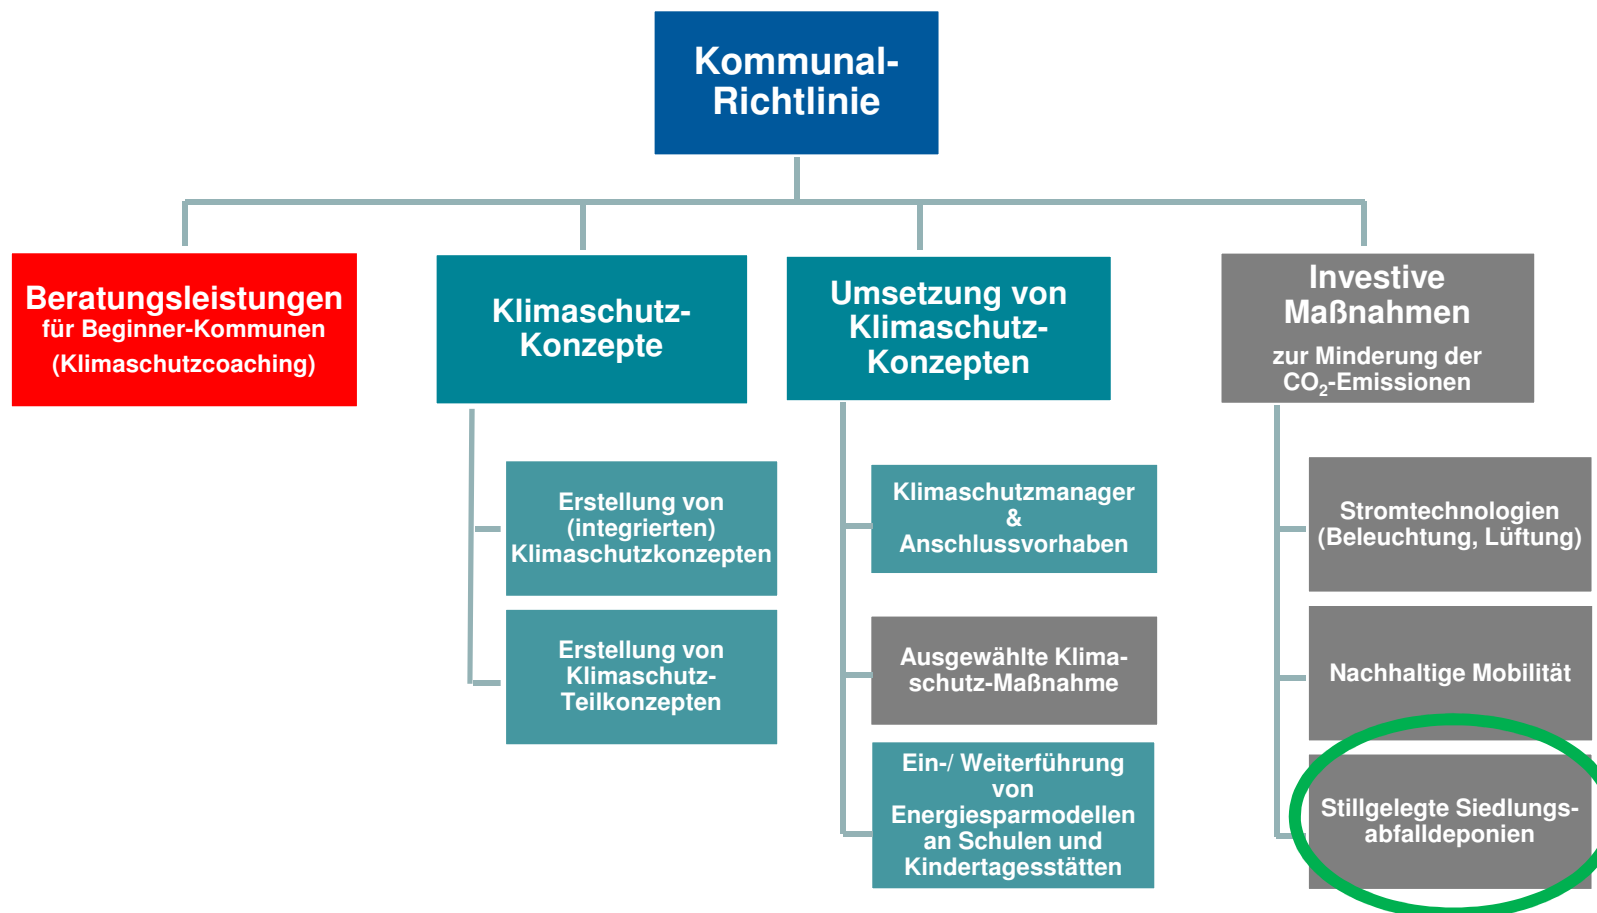 Kommunal-
Richtlinie
Beratungsleistungen
für Beginner-Kommunen
(Klimaschutzcoaching)
Klimaschutz-
Konzepte
Umsetzung von
Klimaschutz-
Konzepten
Investive
Maßnahmen
zur Minderung der
CO₂-Emissionen
Erstellung von
(integrierten)
Klimaschutzkonzepten
Erstellung von
Klimaschutz-
Teilkonzepten
Klimaschutzmanager
&
Anschlussvorhaben
Ausgewählte Klima-
schutz-Maßnahme
Ein-/ Weiterführung
von
Energiesparmodellen
an Schulen und
Kindertagesstätten
Stromtechnologien
(Beleuchtung, Lüftung)
Nachhaltige Mobilität
Stillgelegte Siedlungs-
abfalldeponien